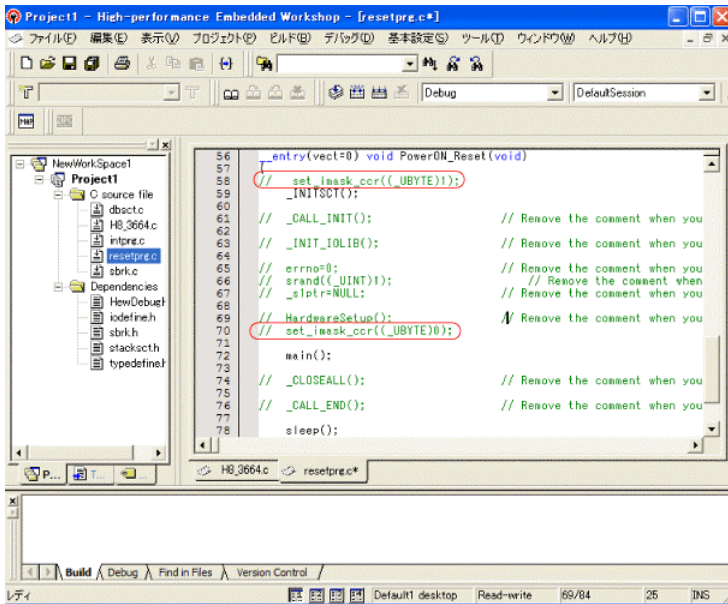 Project1 - High-performance Embedded Workshop - [resetprg.c*]
ファイル(F) 編集(E) 表示(V) プロジェクト(P) ビルド(B) デバッグ(D) 基本設定(S) ツール(T) ウィンドウ(W) ヘルプ(H)
Debug DefaultSession
MAP
NewWorkSpace1
Project1
C source file
dbsct.c
H8_3664.c
intprg.c
resetprg.c
sbrk.c
Dependencies
HewDebugH
iodefine.h
sbrk.h
stacksct.h
typedefine.h
P... T...
56 __entry(vect=0) void PowerON_Reset(void)
57 {
58 // set_imask_ccr((_UBYTE)1);
59 _INITSCT();
60
61 // _CALL_INIT(); // Remove the comment when you
62
63 // _INIT_IOLIB(); // Remove the comment when you
64
65 // errno=0; // Remove the comment when you
66 // srand((_UINT)1); // Remove the comment when
67 // _s1ptr=NULL; // Remove the comment when you
68
69 // HardwareSetup(); // Remove the comment when you
70 // set_imask_ccr((_UBYTE)0);
71
72 main();
73
74 // _CLOSEALL(); // Remove the comment when you
75
76 // _CALL_END(); // Remove the comment when you
77
78 sleep();
H8_3664.c resetprg.c*
Build Debug Find in Files Version Control
レディ Default1 desktop Read-write 69/84 25 INS